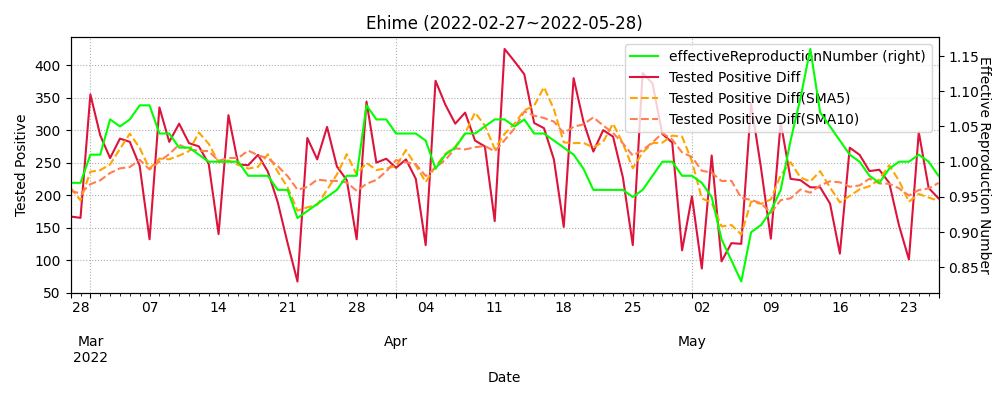 Ehime (2022-02-27~2022-05-28)
effectiveReproductionNumber (right)
Tested Positive Diff
Tested Positive Diff(SMA5)
Tested Positive Diff(SMA10)
Tested Positive
400
350
300
250
200
150
100
50
1.15
1.10
1.05
1.00
0.95
0.90
0.85
Effective Reproduction Number
28 07 14 21 28 04 11 18 25 02 09 16 23
Mar Apr May
2022
Date